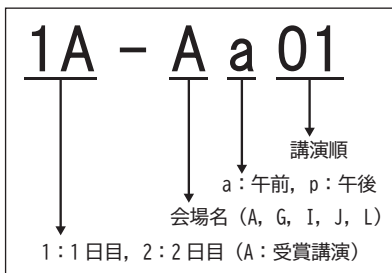 1A - A a 01
講演順
a:午前, p:午後
会場名 (A, G, I, J, L)
1:1日目, 2:2日目 (A:受賞講演)